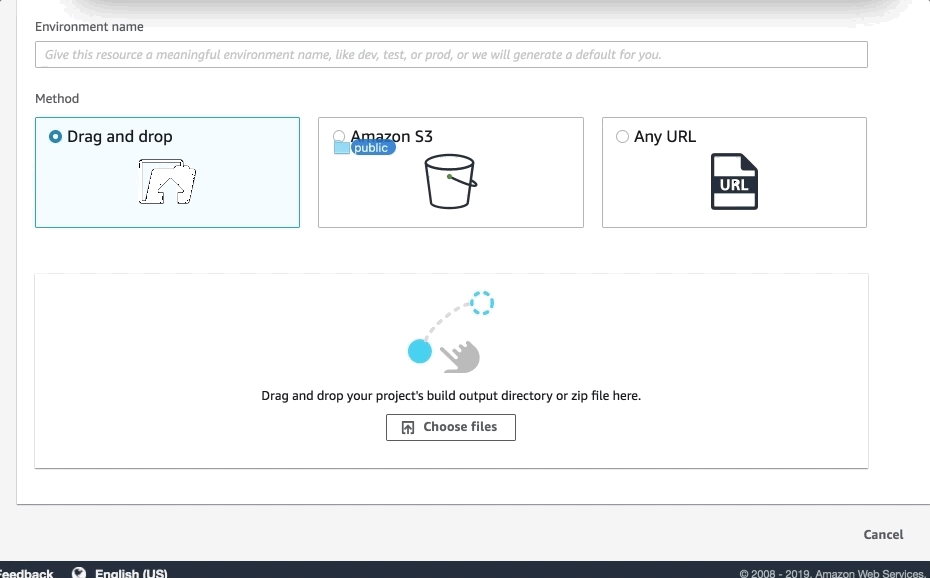 Environment name
Give this resource a meaningful environment name, like dev, test, or prod, or we will generate a default for you.
Method
Drag and drop
Amazon S3
public
Any URL
URL
Drag and drop your project's build output directory or zip file here.
Choose files
Cancel
Feedback
English (US)
© 2008 - 2019, Amazon Web Services,